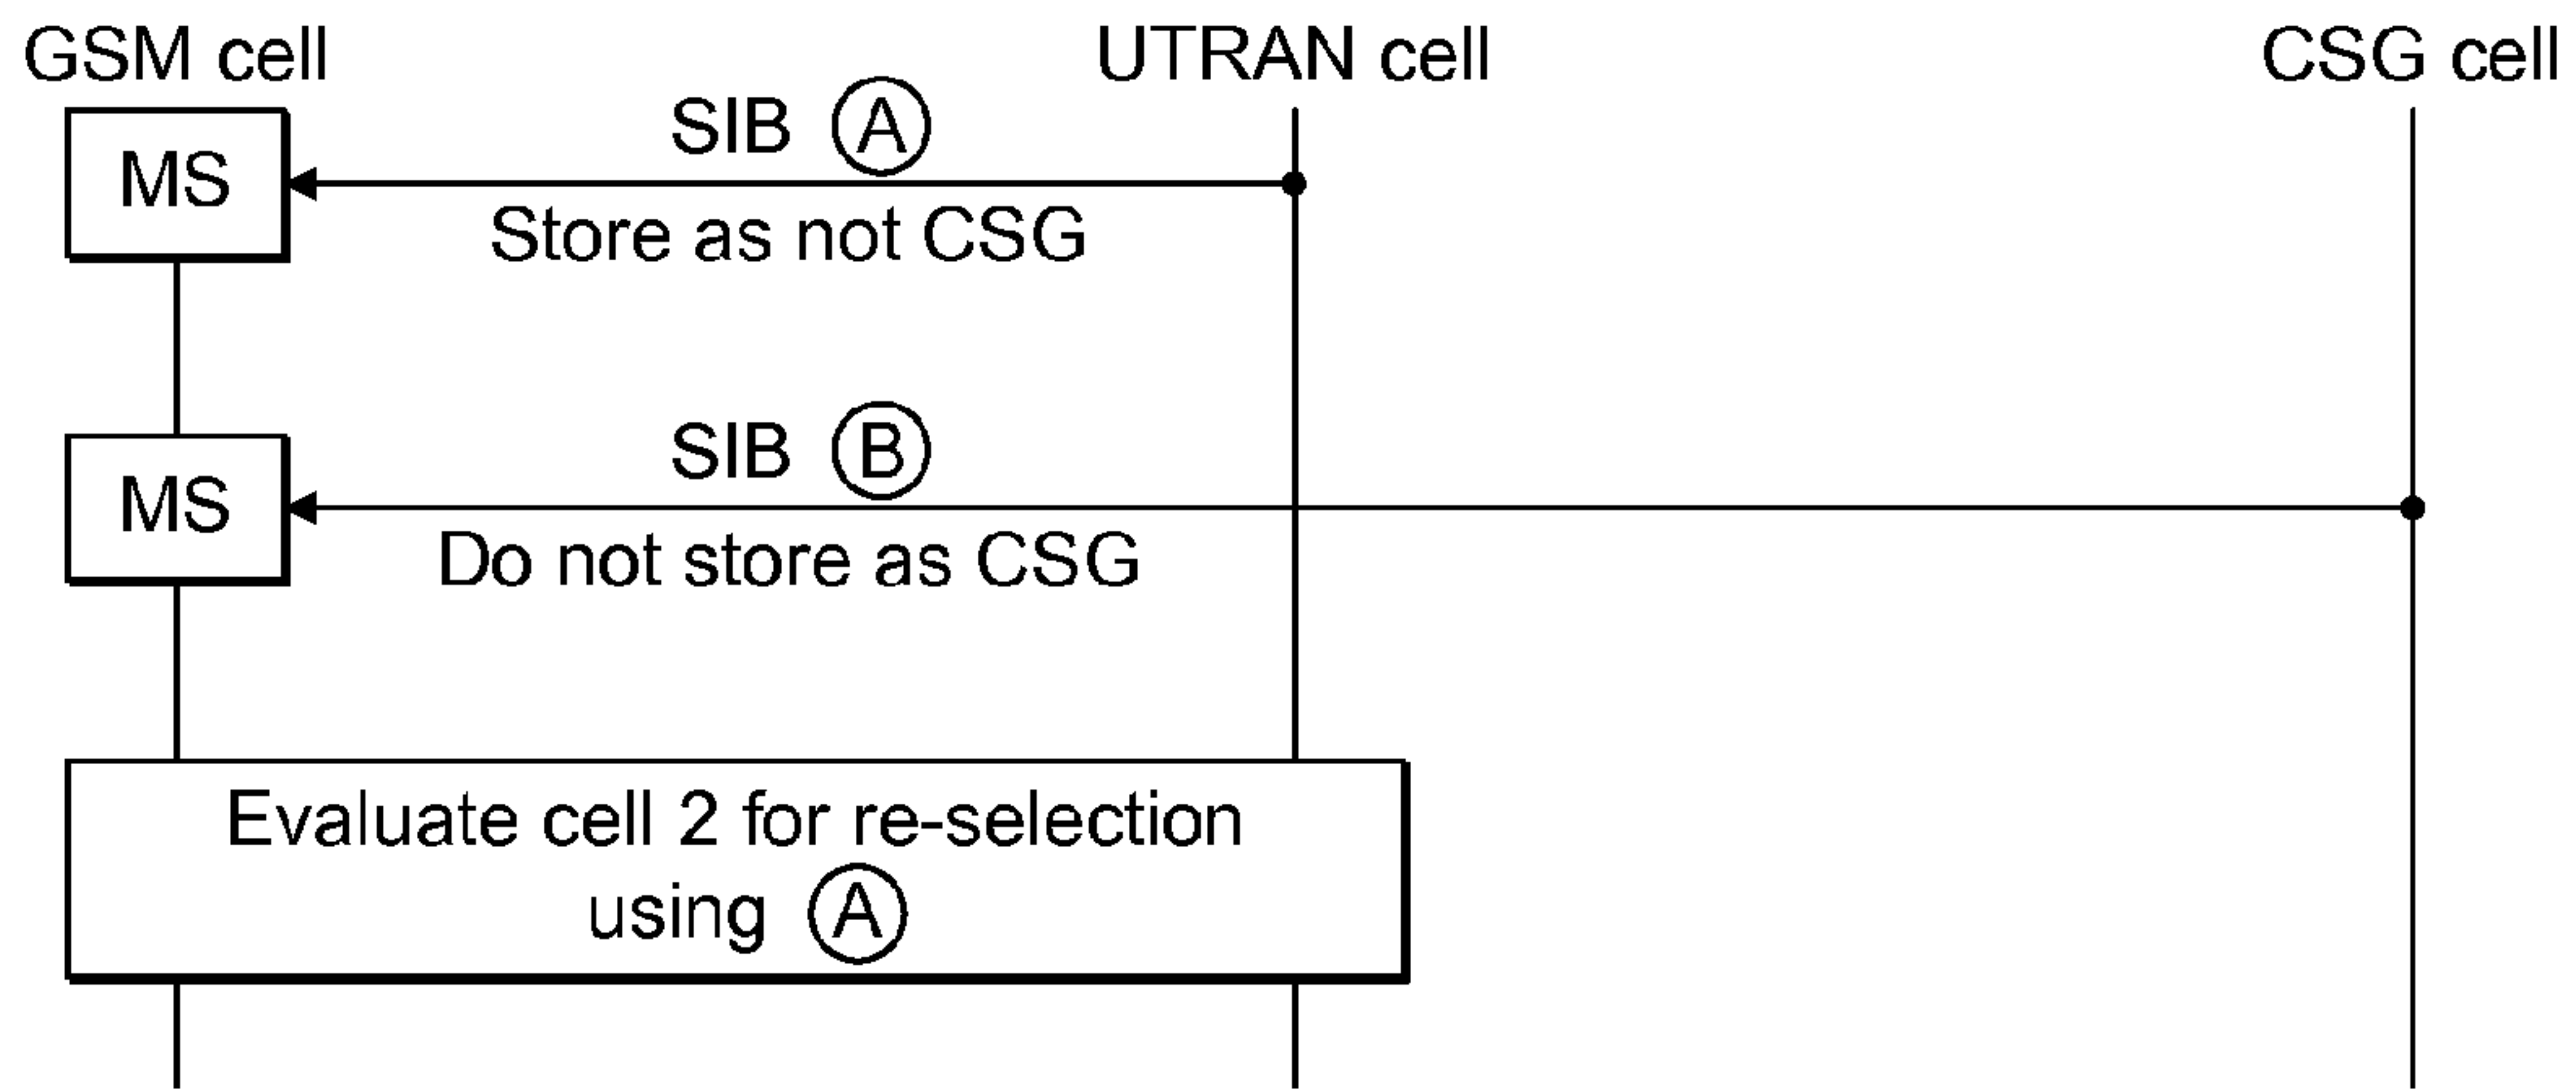 GSM cell UTRAN cell CSG cell
SIB A
MS
Store as not CSG
SIB B
MS
Do not store as CSG
Evaluate cell 2 for re-selection
using A